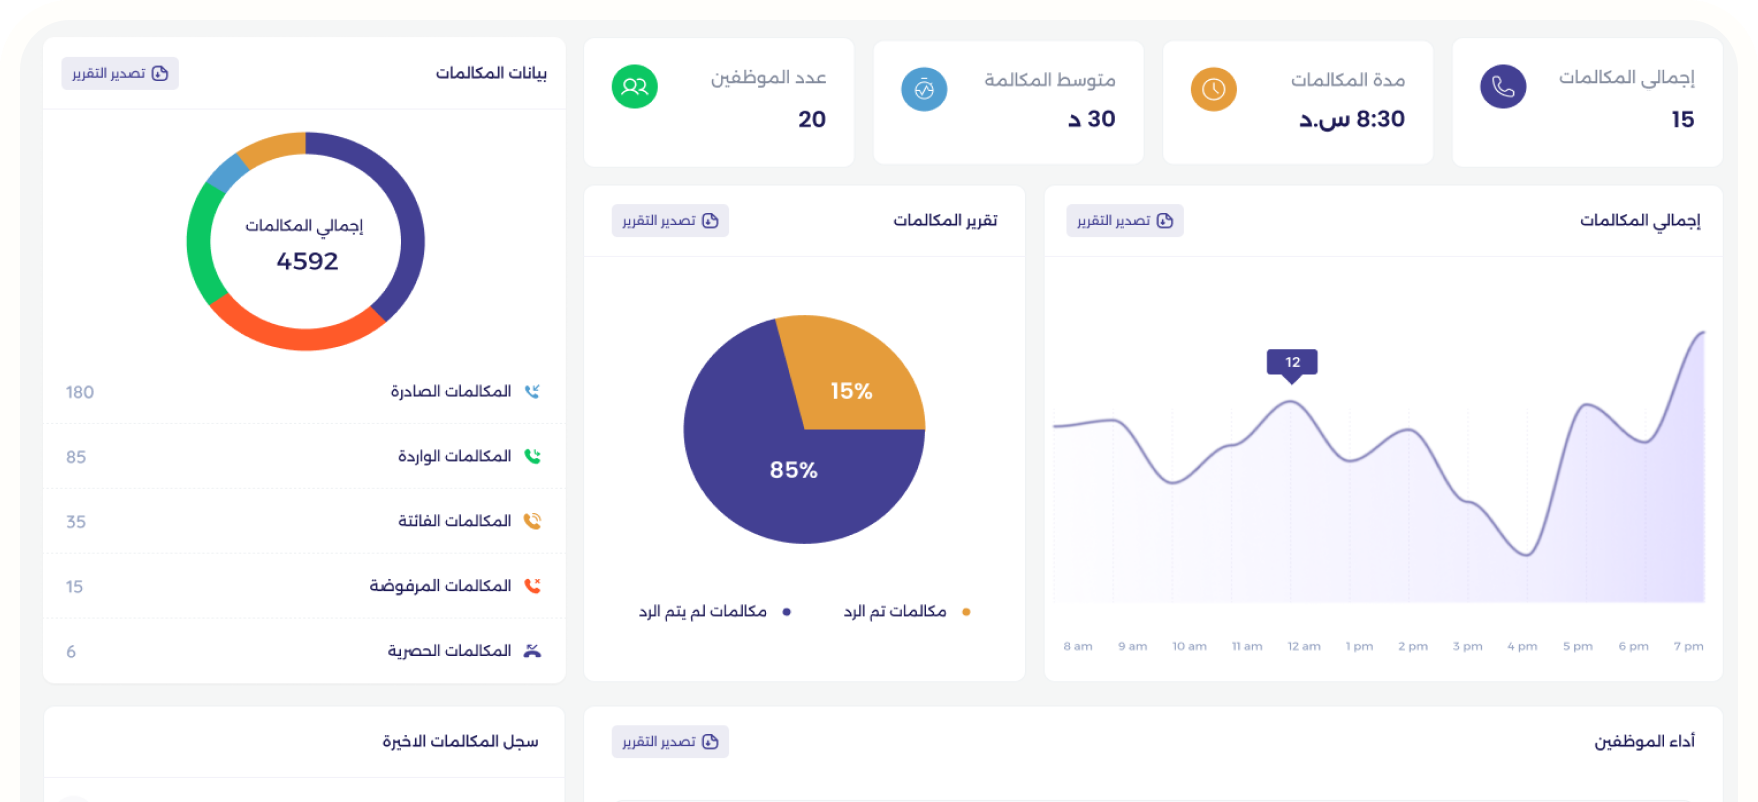 إجمالى المكالمات
15
مدة المكالمات
8:30 س.د
متوسط المكالمة
30 د
عدد الموظفين
20
بيانات المكالمات
تصدير التقرير
إجمالي المكالمات
4592
المكالمات الصادرة 180
المكالمات الواردة 85
المكالمات الفائتة 35
المكالمات المرفوضة 15
المكالمات الحصرية 6
إجمالي المكالمات
تصدير التقرير
12
8 am 9 am 10 am 11 am 12 am 1 pm 2 pm 3 pm 4 pm 5 pm 6 pm 7 pm
تقرير المكالمات
تصدير التقرير
15%
85%
مكالمات تم الرد
مكالمات لم يتم الرد
أداء الموظفين
تصدير التقرير
سجل المكالمات الاخيرة